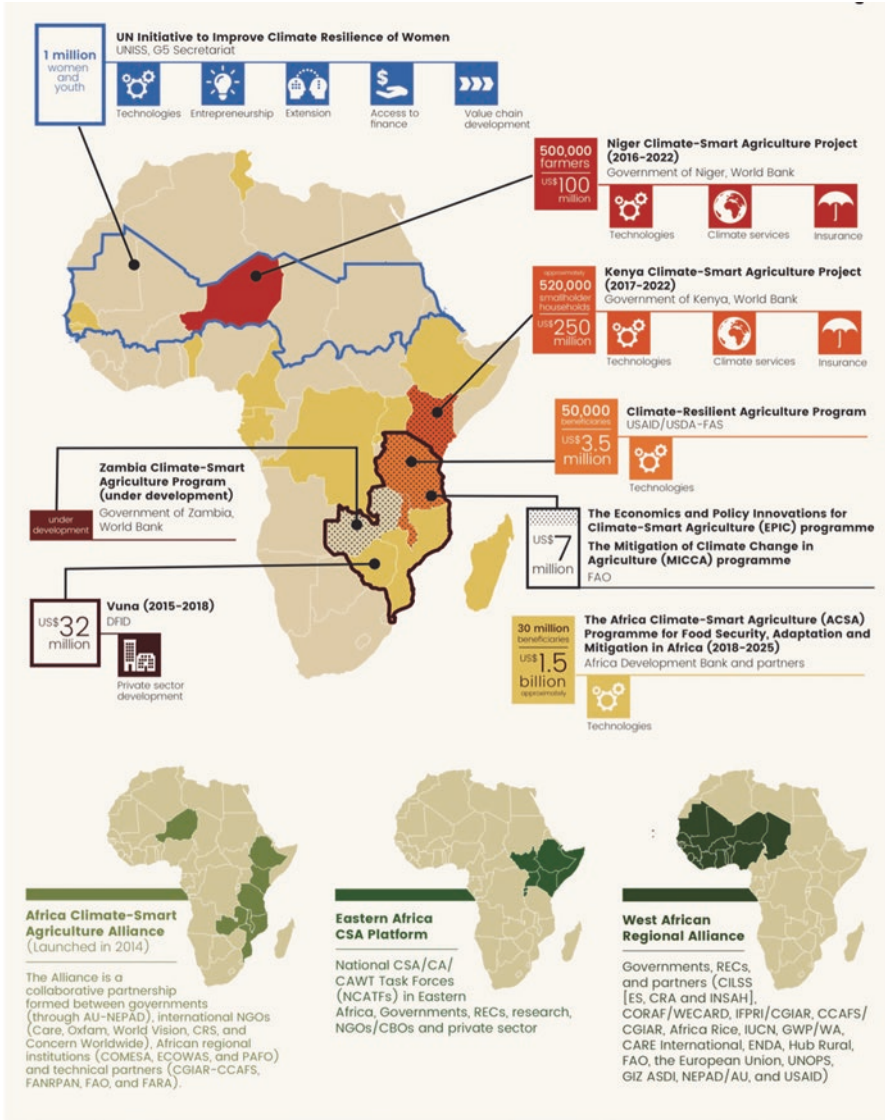 1 million
women
and
youth
UN Initiative to Improve Climate Resilience of Women
UNISS, G5 Secretariat
Technologies
Entrepreneurship
Extension
Access to
finance
Value chain
development
500,000
farmers
US$100
million
Niger Climate-Smart Agriculture Project
(2016-2022)
Government of Niger, World Bank
Technologies
Climate services
Insurance
approximately
520,000
smallholder
households
US$250
million
Kenya Climate-Smart Agriculture Project
(2017-2022)
Government of Kenya, World Bank
Technologies
Climate services
Insurance
50,000
beneficiaries
US$3.5
million
Climate-Resilient Agriculture Program
USAID/USDA-FAS
Technologies
Zambia Climate-Smart
Agriculture Program
(under development)
Government of Zambia,
World Bank
under
development
US$7
million
The Economics and Policy Innovations for
Climate-Smart Agriculture (EPIC) programme
The Mitigation of Climate Change in
Agriculture (MICCA) programme
FAO
US$32
million
Vuna (2015-2018)
DFID
Private sector
development
30 million
beneficiaries
US$1.5
billion
approximately
The Africa Climate-Smart Agriculture (ACSA)
Programme for Food Security, Adaptation and
Mitigation in Africa (2018-2025)
Africa Development Bank and partners
Technologies
Africa Climate-Smart
Agriculture Alliance
(Launched in 2014)
The Alliance is a
collaborative partnership
formed between governments
(through AU-NEPAD), international NGOs
(Care, Oxfam, World Vision, CRS, and
Concern Worldwide), African regional
institutions (COMESA, ECOWAS, and PAFO)
and technical partners (CGIAR-CCAFS,
FANRPAN, FAO, and FARA).
Eastern Africa
CSA Platform
National CSA/CA/
CAWT Task Forces
(NCATFs) in Eastern
Africa, Governments, RECs, research,
NGOs/CBOs and private sector
:
West African
Regional Alliance
Governments, RECs,
and partners (CILSS
[ES, CRA and INSAH],
CORAF/WECARD, IFPRI/CGIAR, CCAFS/
CGIAR, Africa Rice, IUCN, GWP/WA,
CARE International, ENDA, Hub Rural,
FAO, the European Union, UNOPS,
GIZ ASDI, NEPAD/AU, and USAID)